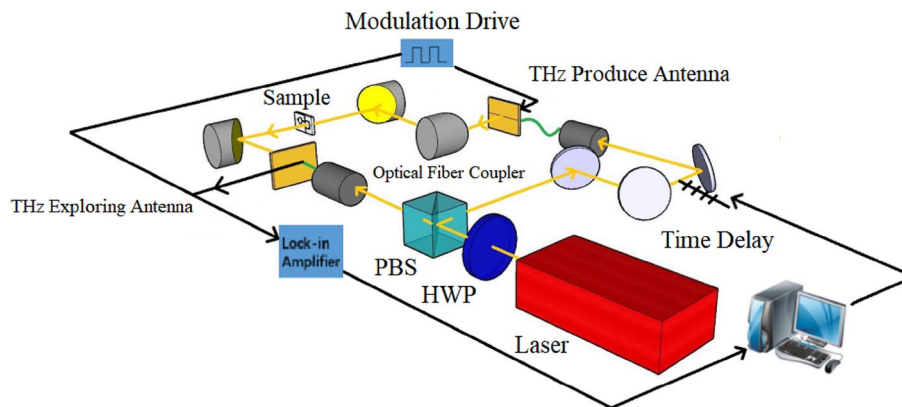 Modulation Drive
THz Produce Antenna
Sample
Optical Fiber Coupler
THz Exploring Antenna
Time Delay
Lock-in
Amplifier
PBS
HWP
Laser